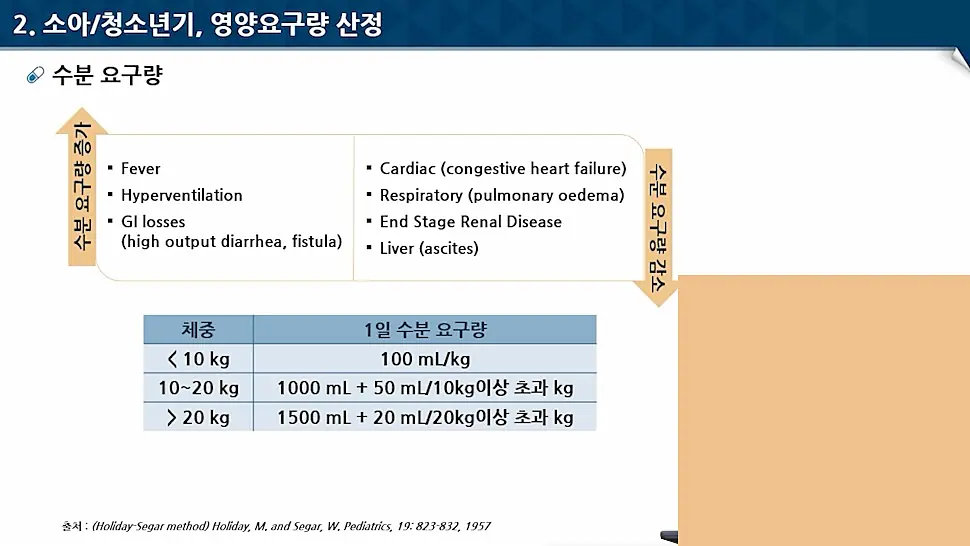 2. 소아/청소년기, 영양요구량 산정
수분 요구량
수분 요구량 증가
▪ Fever
▪ Hyperventilation
▪ GI losses
(high output diarrhea, fistula)
▪ Cardiac (congestive heart failure)
▪ Respiratory (pulmonary oedema)
▪ End Stage Renal Disease
▪ Liver (ascites)
수분 요구량 감소
체중 1일 수분 요구량
< 10 kg 100 mL/kg
10~20 kg 1000 mL + 50 mL/10kg이상 초과 kg
> 20 kg 1500 mL + 20 mL/20kg이상 초과 kg
출처 : (Holiday-Segar method) Holiday, M. and Segar, W. Pediatrics, 19: 823-832, 1957